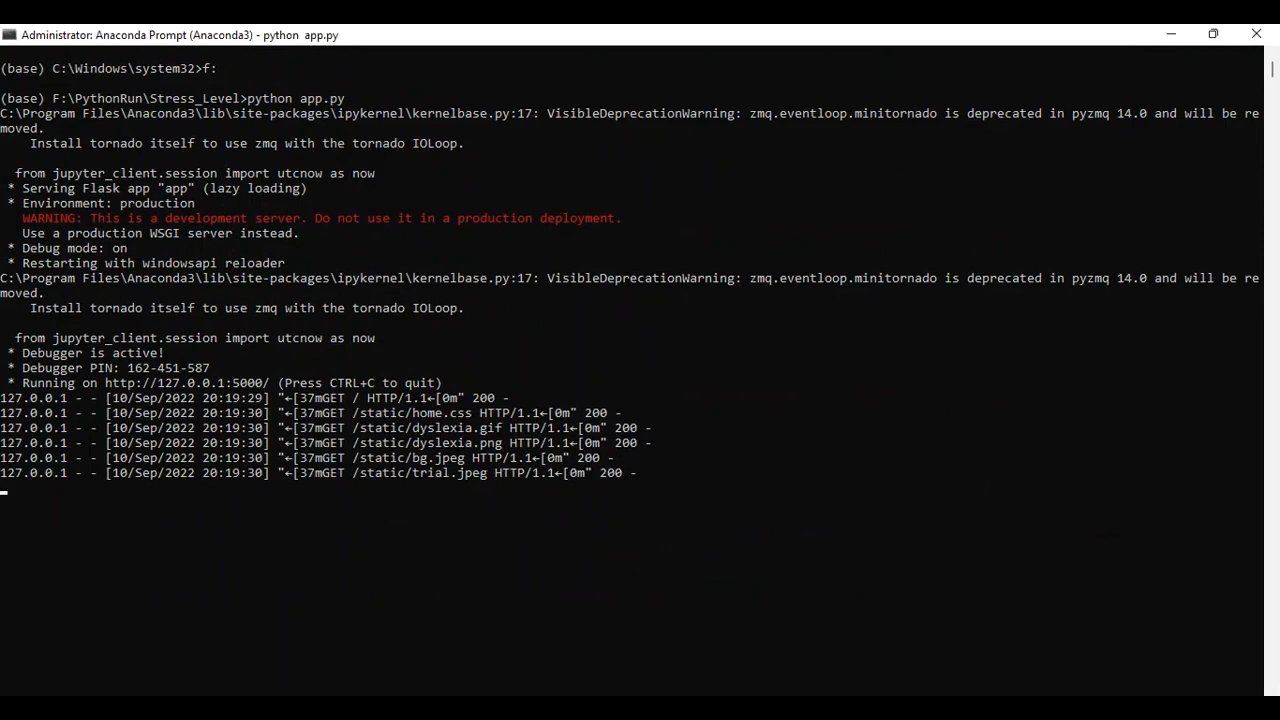 Administrator: Anaconda Prompt (Anaconda3) - python  app.py
(base) C:\Windows\system32>f:
(base) F:\PythonRun\Stress_Level>python app.py
C:\Program Files\Anaconda3\lib\site-packages\ipykernel\kernelbase.py:17: VisibleDeprecationWarning: zmq.eventloop.minitornado is deprecated in pyzmq 14.0 and will be re
moved.
    Install tornado itself to use zmq with the tornado IOLoop.
  from jupyter_client.session import utcnow as now
 * Serving Flask app "app" (lazy loading)
 * Environment: production
   WARNING: This is a development server. Do not use it in a production deployment.
   Use a production WSGI server instead.
 * Debug mode: on
 * Restarting with windowsapi reloader
C:\Program Files\Anaconda3\lib\site-packages\ipykernel\kernelbase.py:17: VisibleDeprecationWarning: zmq.eventloop.minitornado is deprecated in pyzmq 14.0 and will be re
moved.
    Install tornado itself to use zmq with the tornado IOLoop.
  from jupyter_client.session import utcnow as now
 * Debugger is active!
 * Debugger PIN: 162-451-587
 * Running on http://127.0.0.1:5000/ (Press CTRL+C to quit)
127.0.0.1 - - [10/Sep/2022 20:19:29] "←[37mGET / HTTP/1.1←[0m" 200 -
127.0.0.1 - - [10/Sep/2022 20:19:30] "←[37mGET /static/home.css HTTP/1.1←[0m" 200 -
127.0.0.1 - - [10/Sep/2022 20:19:30] "←[37mGET /static/dyslexia.gif HTTP/1.1←[0m" 200 -
127.0.0.1 - - [10/Sep/2022 20:19:30] "←[37mGET /static/dyslexia.png HTTP/1.1←[0m" 200 -
127.0.0.1 - - [10/Sep/2022 20:19:30] "←[37mGET /static/bg.jpeg HTTP/1.1←[0m" 200 -
127.0.0.1 - - [10/Sep/2022 20:19:30] "←[37mGET /static/trial.jpeg HTTP/1.1←[0m" 200 -